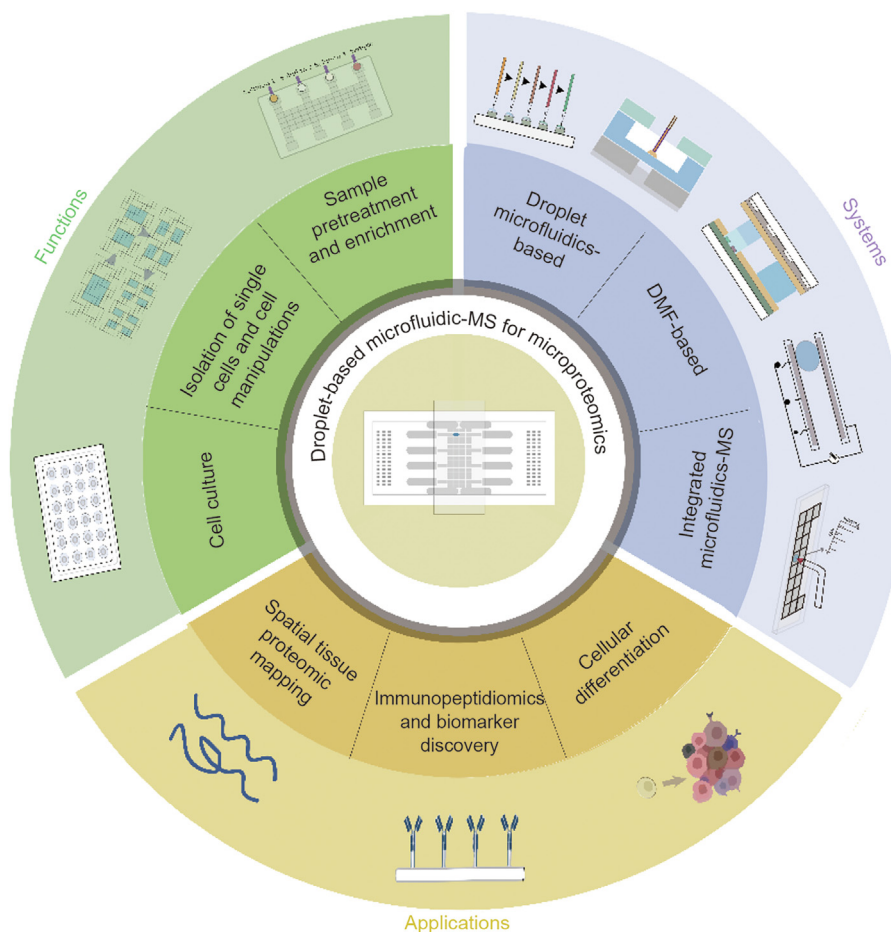 Functions
Systems
Applications
Sample
pretreatment
and enrichment
Isolation of single
cells and cell
manipulations
Cell culture
Droplet
microfluidics-
based
DMF-based
Integrated
microfluidics-MS
Droplet-based microfluidic-MS for microproteomics
Spatial tissue
proteomic
mapping
Immunopeptidiomics
and biomarker
discovery
Cellular
differentiation